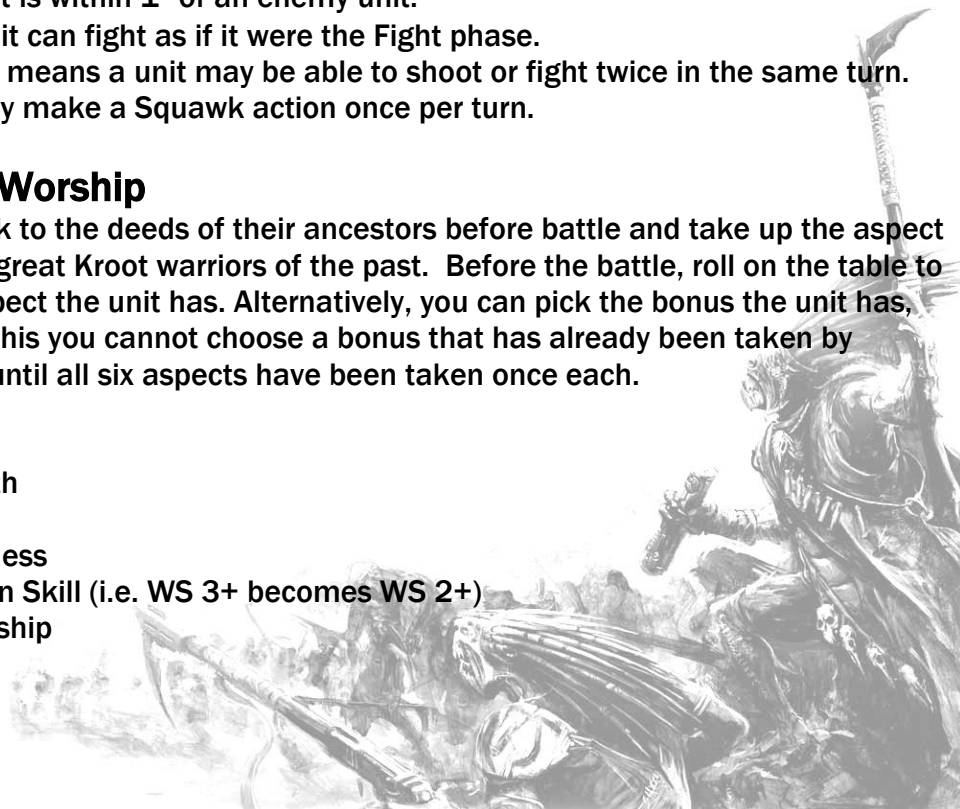 t is within 1" of an enemy unit.
it can fight as if it were the Fight phase.
means a unit may be able to shoot or fight twice in the same turn.
y make a Squawk action once per turn.
Worship
k to the deeds of their ancestors before battle and take up the aspect
great Kroot warriors of the past.  Before the battle, roll on the table to
pect the unit has. Alternatively, you can pick the bonus the unit has,
his you cannot choose a bonus that has already been taken by
until all six aspects have been taken once each.
th
ess
n Skill (i.e. WS 3+ becomes WS 2+)
ship